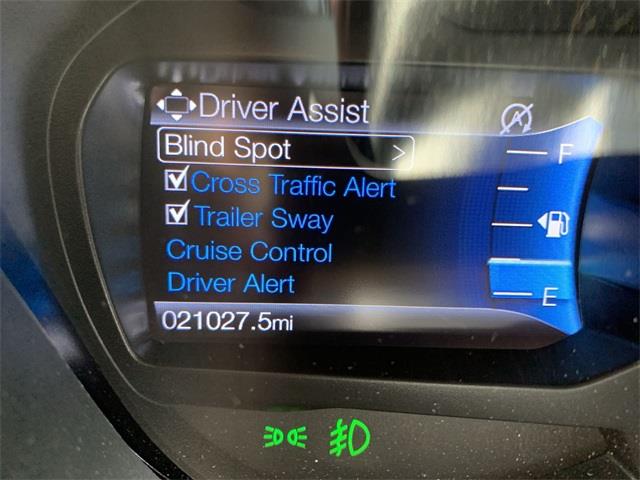 Driver Assist
A
Blind Spot >
F
Cross Traffic Alert
Trailer Sway
Cruise Control
Driver Alert
E
021027.5mi